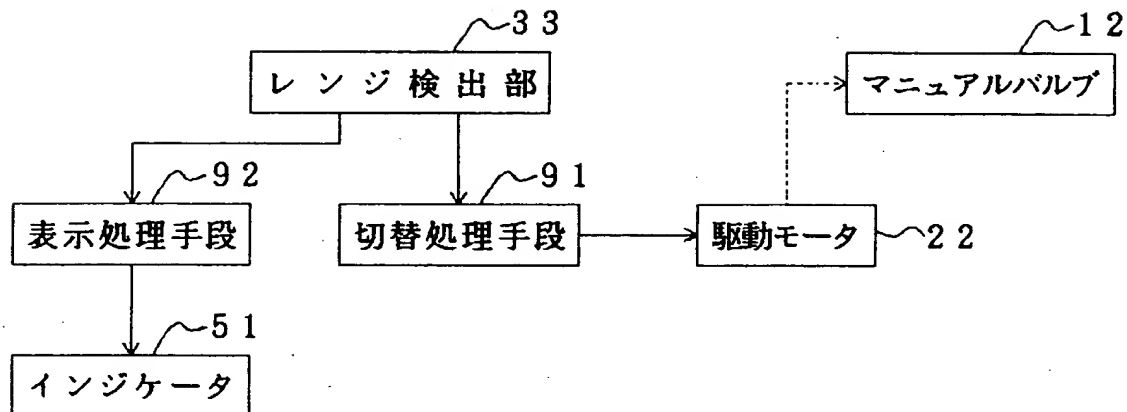 33
レンジ検出部
12
マニュアルバルブ
92
表示処理手段
91
切替処理手段
駆動モータ
22
51
インジケータ